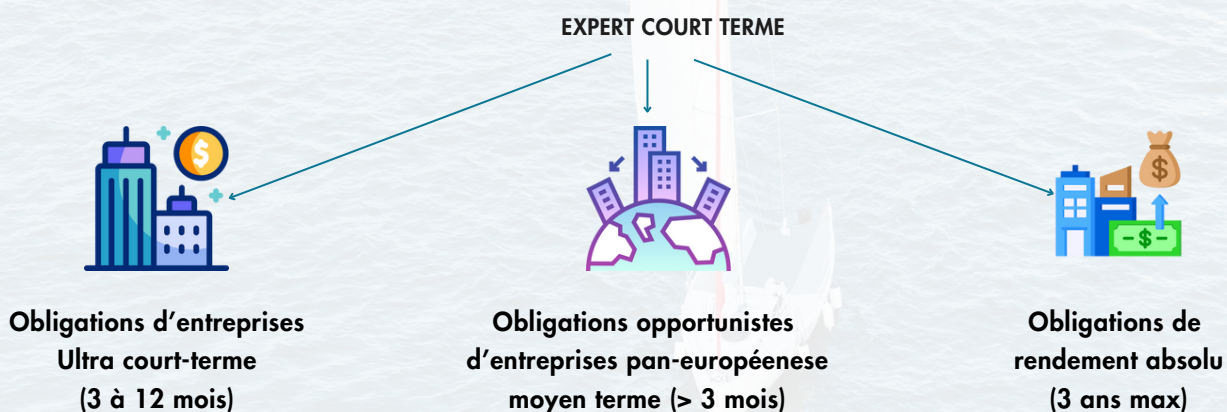 EXPERT COURT TERME
Obligations d’entreprises
Ultra court-terme
(3 à 12 mois)
Obligations opportunistes
d’entreprises pan-européenese
moyen terme (> 3 mois)
Obligations de
rendement absolu
(3 ans max)